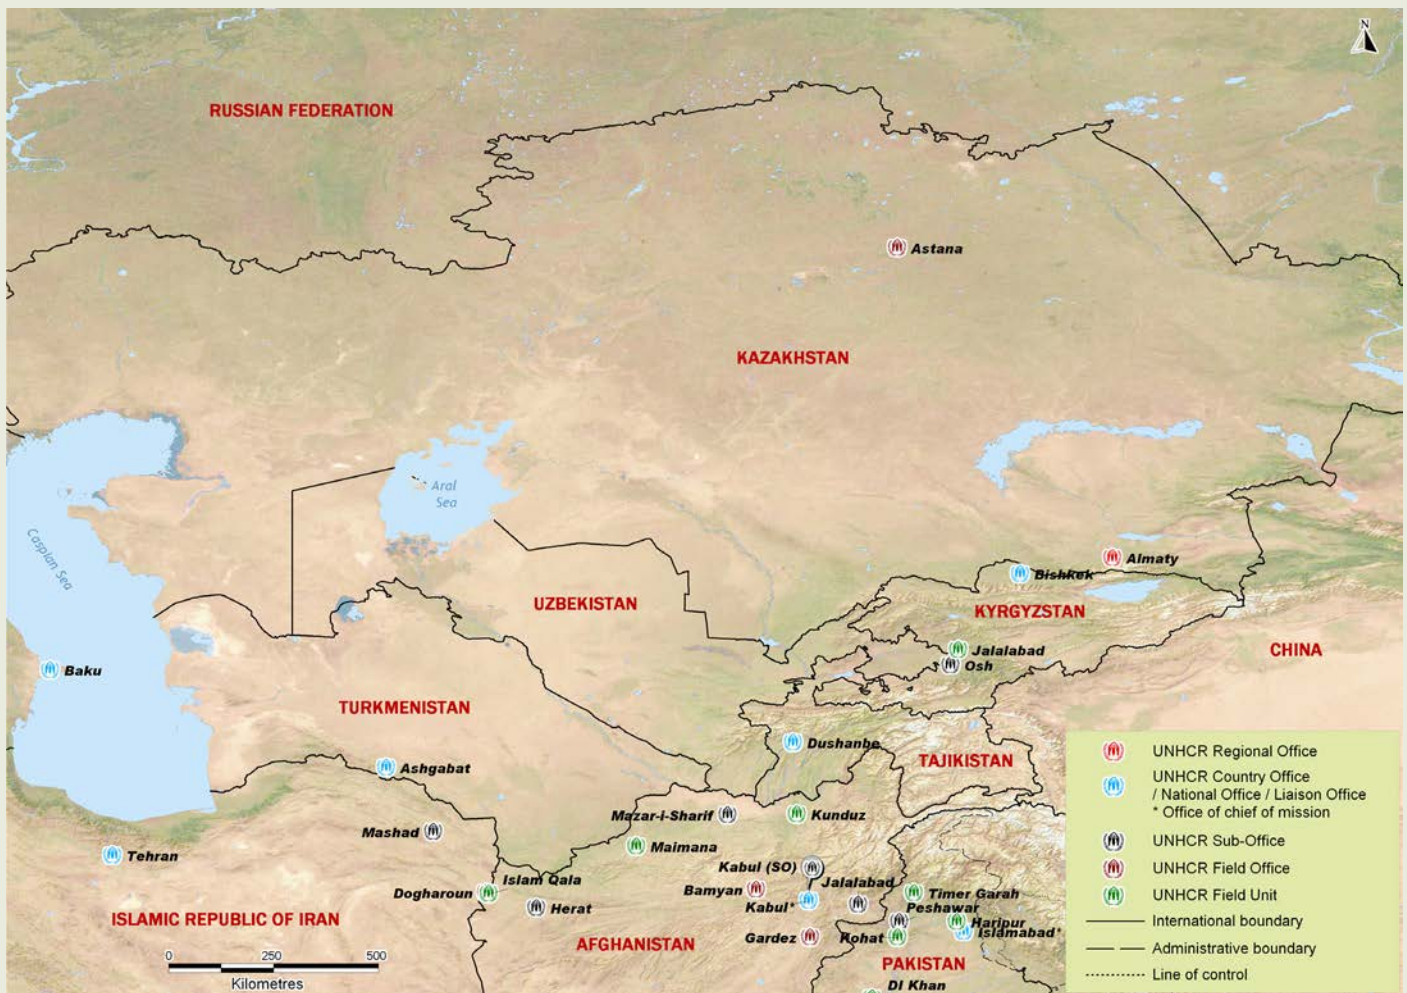 N
RUSSIAN FEDERATION
Astana
KAZAKHSTAN
Aral
Sea
Caspian Sea
Almaty
Bishkek
UZBEKISTAN
KYRGYZSTAN
Jalalabad
Osh
CHINA
Baku
TURKMENISTAN
Dushanbe
TAJIKISTAN
Ashgabat
Mazar-i-Sharif
Kunduz
Mashad
Maimana
Tehran
Kabul (SO)
Islam Qala
Jalalabad
Dogharoun
Bamyan
Timer Garah
Kabul*
Herat
Peshawar
ISLAMIC REPUBLIC OF IRAN
Haripur
Islamabad*
Gardez
Kohat
AFGHANISTAN
PAKISTAN
DI Khan
0 250 500
Kilometres
UNHCR Regional Office
UNHCR Country Office
/ National Office / Liaison Office
* Office of chief of mission
UNHCR Sub-Office
UNHCR Field Office
UNHCR Field Unit
International boundary
Administrative boundary
Line of control